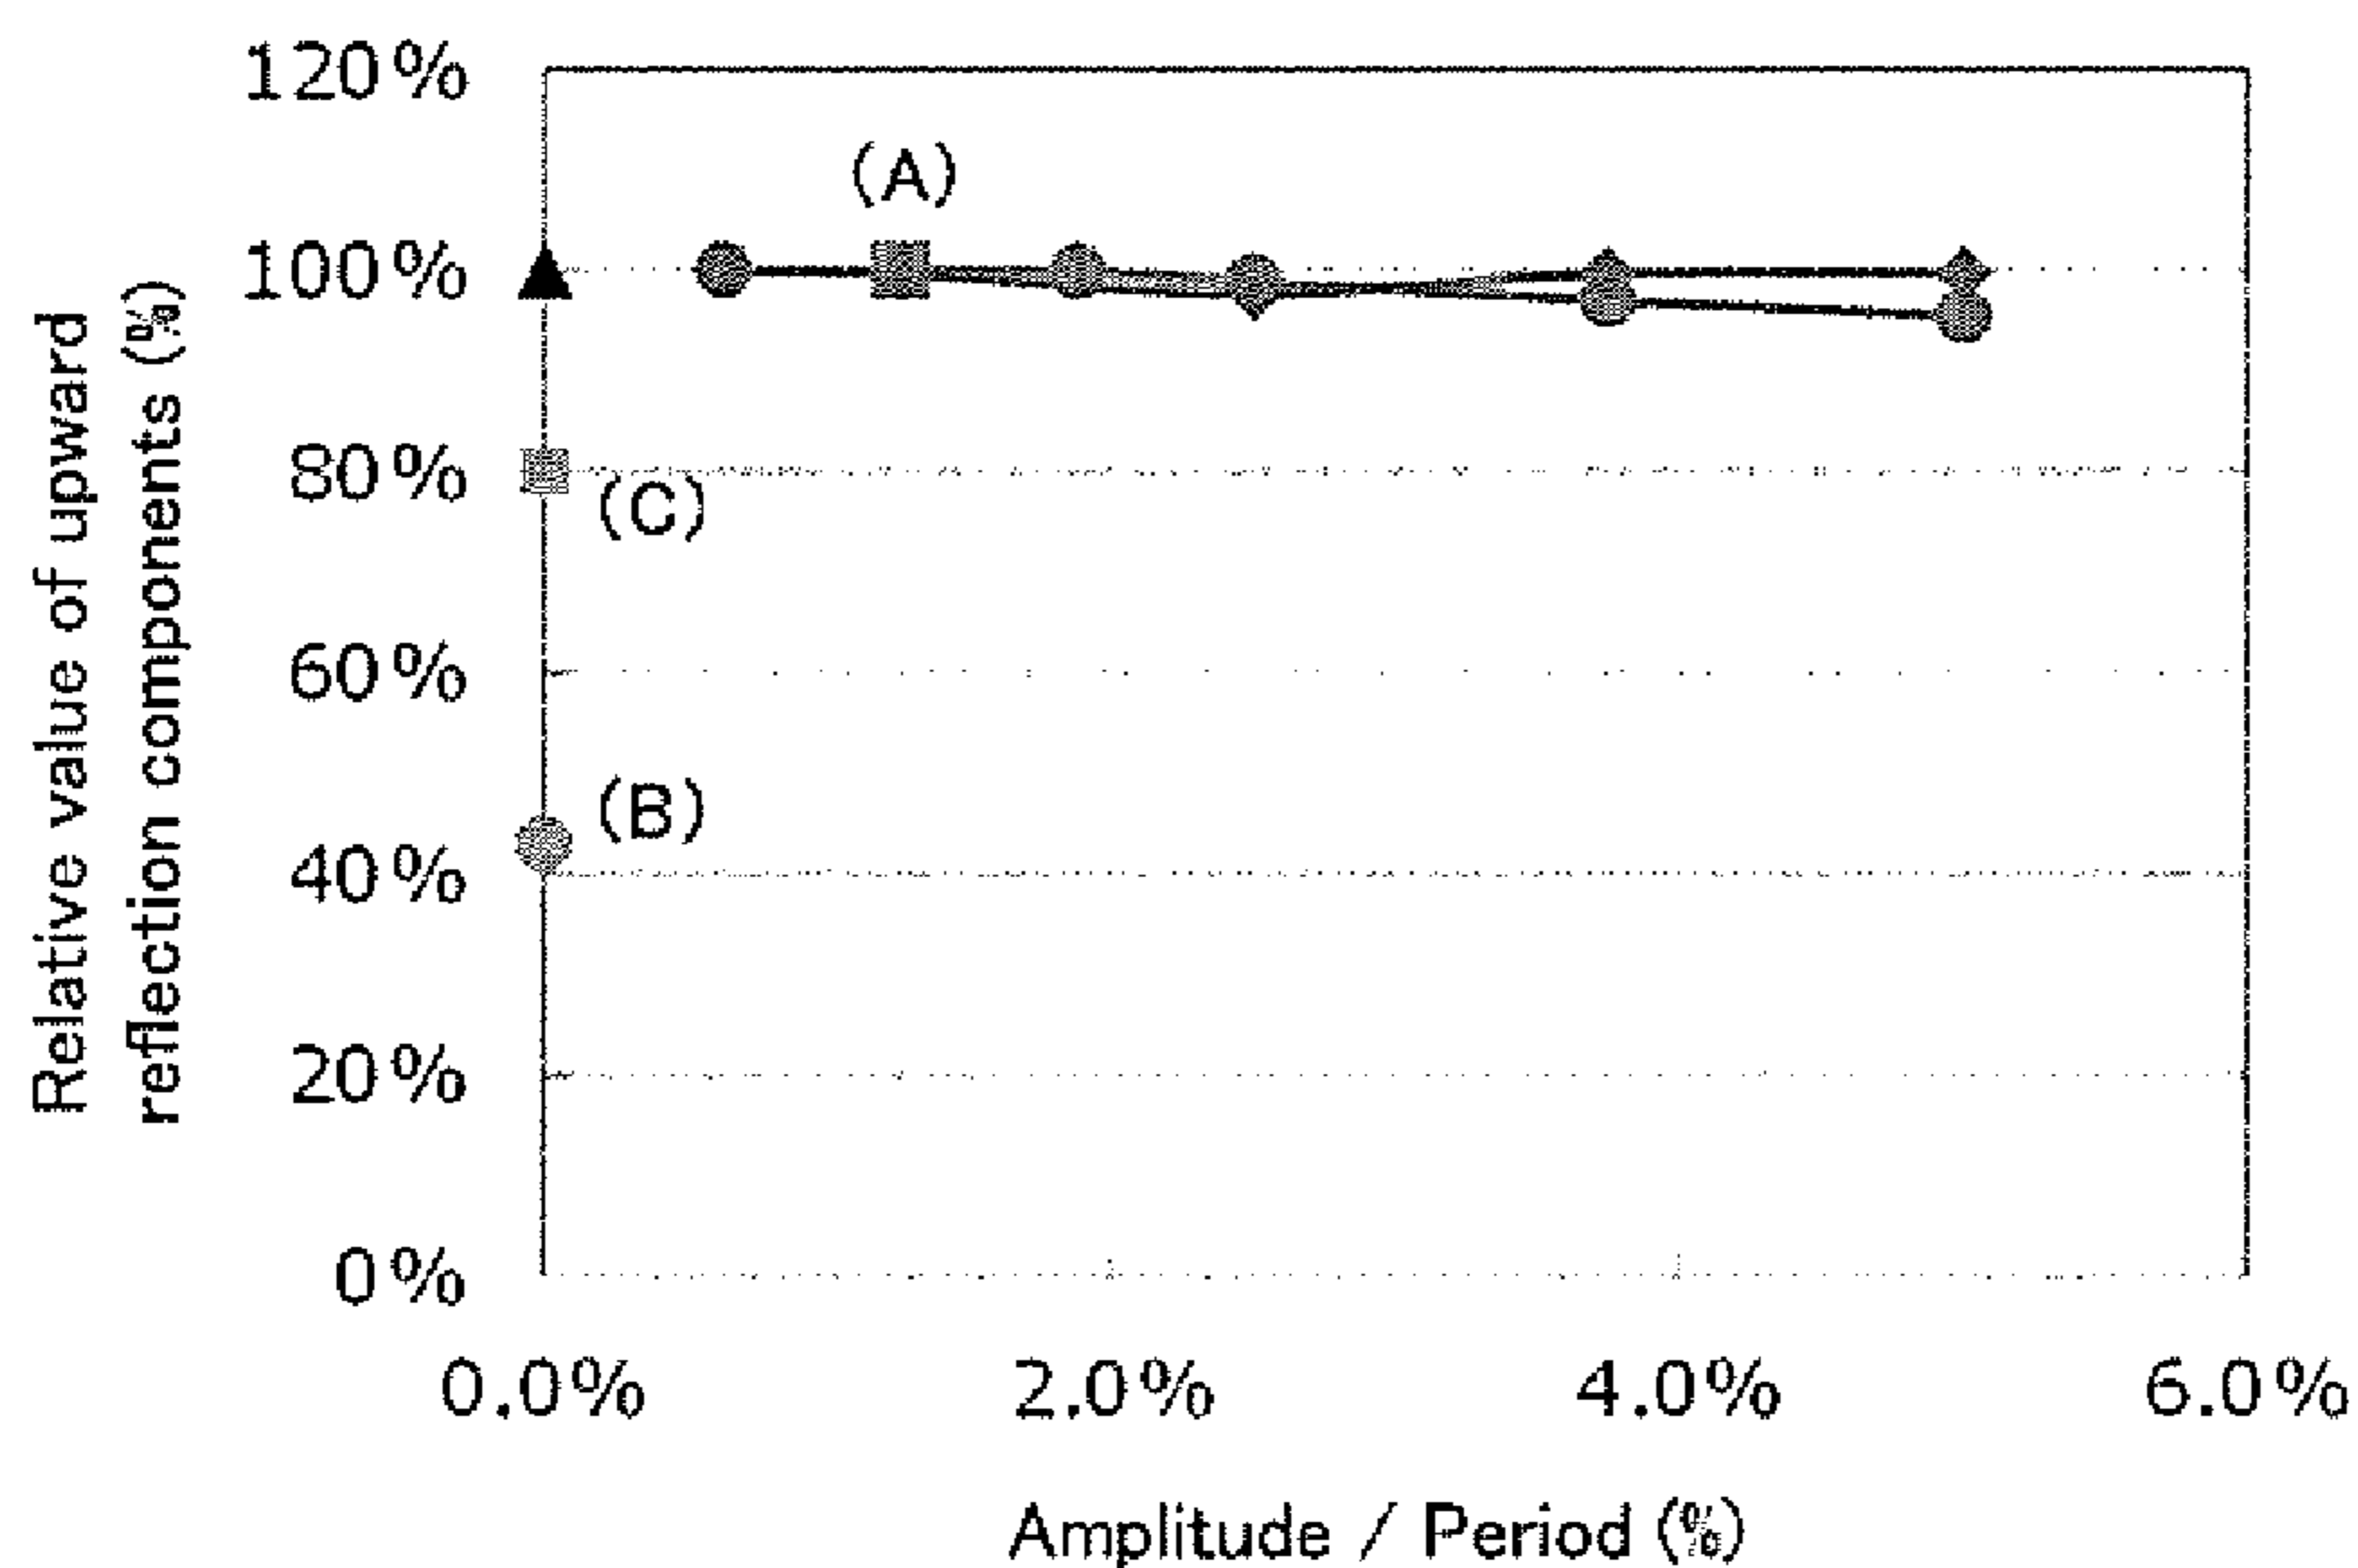 120%
(A)
100%
80%
(C)
60%
(B)
40%
20%
0%
0.0% 2.0% 4.0% 6.0%
Amplitude / Period (%)
Relative value of upward
reflection components (%)